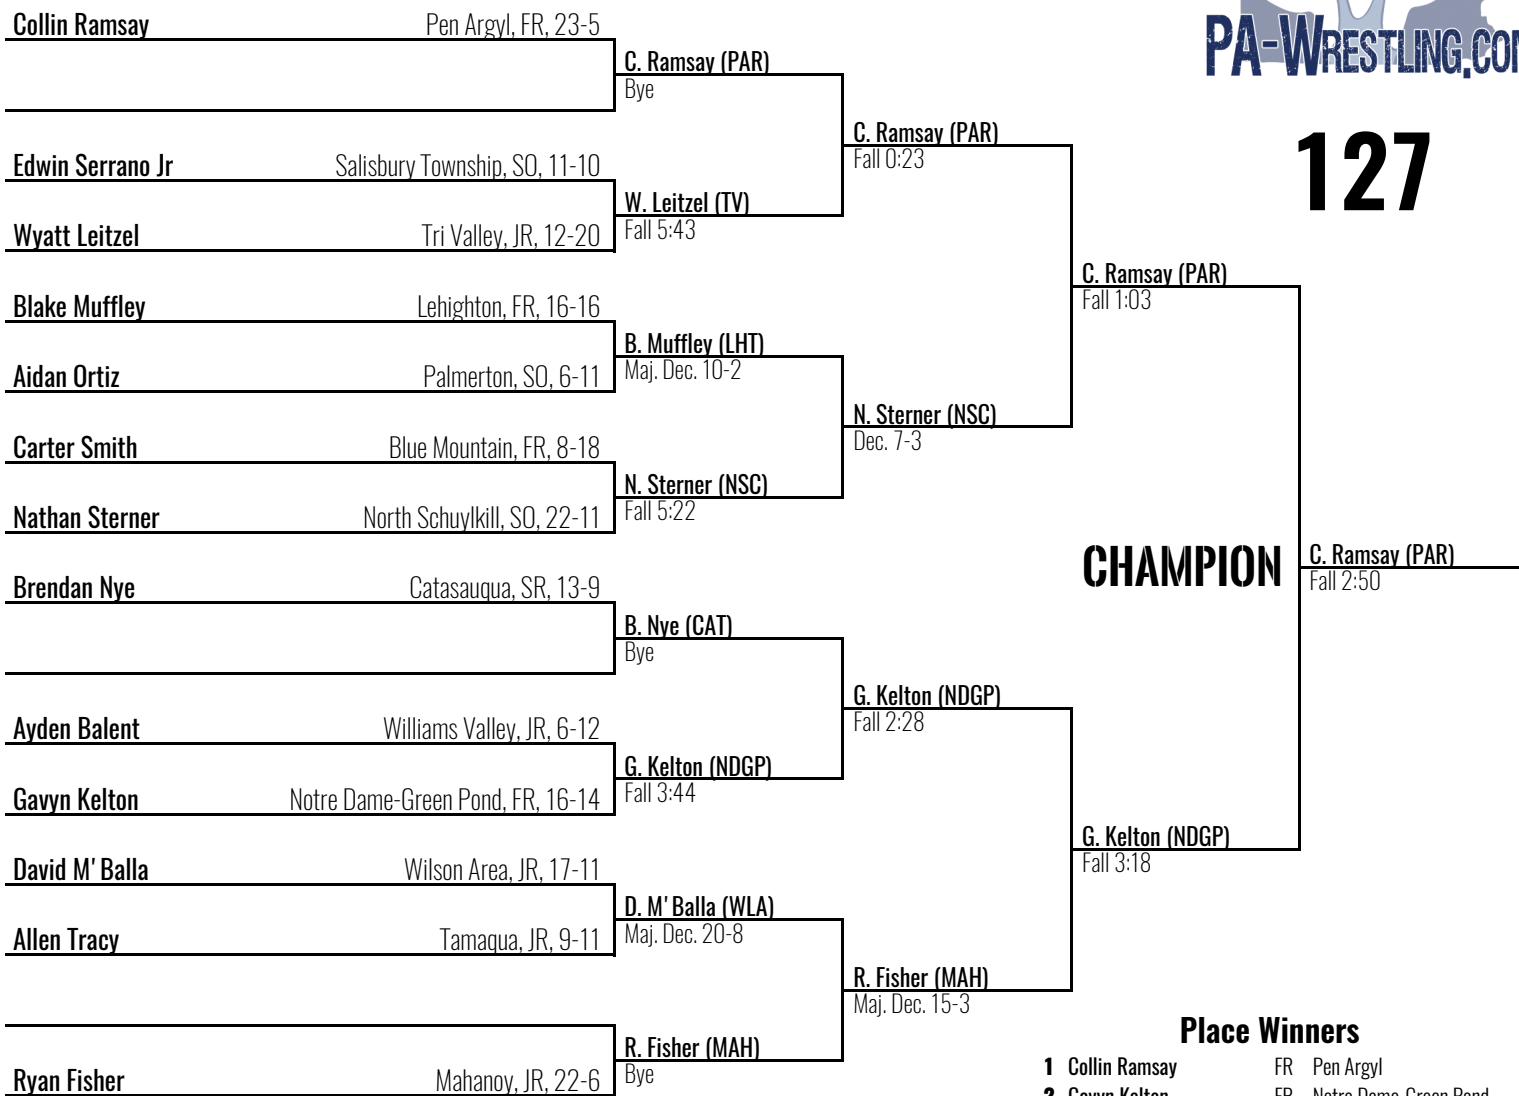 PA-WRESTLING.CO
127
Collin Ramsay Pen Argyl, FR, 23-5
C. Ramsay (PAR)
Bye
C. Ramsay (PAR)
Fall 0:23
Edwin Serrano Jr Salisbury Township, SO, 11-10
W. Leitzel (TV)
Fall 5:43
Wyatt Leitzel Tri Valley, JR, 12-20
C. Ramsay (PAR)
Fall 1:03
Blake Muffley Lehighton, FR, 16-16
B. Muffley (LHT)
Maj. Dec. 10-2
Aidan Ortiz Palmerton, SO, 6-11
N. Sterner (NSC)
Dec. 7-3
Carter Smith Blue Mountain, FR, 8-18
N. Sterner (NSC)
Fall 5:22
Nathan Sterner North Schuylkill, SO, 22-11
CHAMPION
C. Ramsay (PAR)
Fall 2:50
Brendan Nye Catasauqua, SR, 13-9
B. Nye (CAT)
Bye
G. Kelton (NDGP)
Fall 2:28
Ayden Balent Williams Valley, JR, 6-12
G. Kelton (NDGP)
Fall 3:44
Gavyn Kelton Notre Dame-Green Pond, FR, 16-14
G. Kelton (NDGP)
Fall 3:18
David M'Balla Wilson Area, JR, 17-11
D. M'Balla (WLA)
Maj. Dec. 20-8
Allen Tracy Tamaqua, JR, 9-11
R. Fisher (MAH)
Maj. Dec. 15-3
R. Fisher (MAH)
Bye
Ryan Fisher Mahanoy, JR, 22-6
Place Winners
1 Collin Ramsay FR Pen Argyl
2 Gavyn Kelton FR Notre Dame-Green Pond